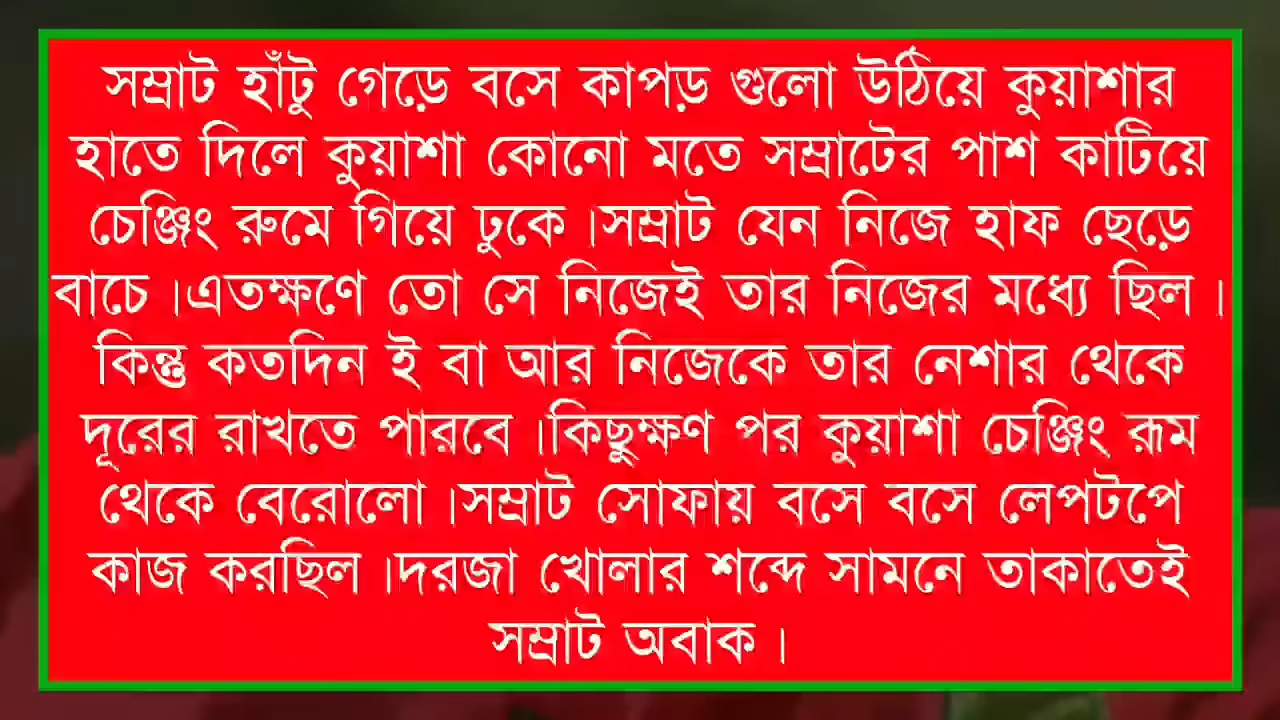 সম্রাট হাঁটু গেড়ে বসে কাপড় গুলো উঠিয়ে কুয়াশার
হাতে দিলে কুয়াশা কোনো মতে সম্রাটের পাশ কাটিয়ে
চেঞ্জিং রুমে গিয়ে ঢুকে।সম্রাট যেন নিজে হাফ ছেড়ে
বাচে।এতক্ষণে তো সে নিজেই তার নিজের মধ্যে ছিল।
কিন্তু কতদিন ই বা আর নিজেকে তার নেশার থেকে
দূরের রাখতে পারবে।কিছুক্ষণ পর কুয়াশা চেঞ্জিং রূম
থেকে বেরোলো।সম্রাট সোফায় বসে বসে লেপটপে
কাজ করছিল।দরজা খোলার শব্দে সামনে তাকাতেই
সম্রাট অবাক।